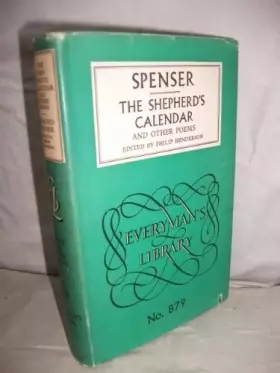 SPENSER
THE SHEPHERD'S
CALENDAR
AND OTHER POEMS
EDITED BY PHILIP HENDERSON
EVERYMAN'S
LIBRARY
No. 879